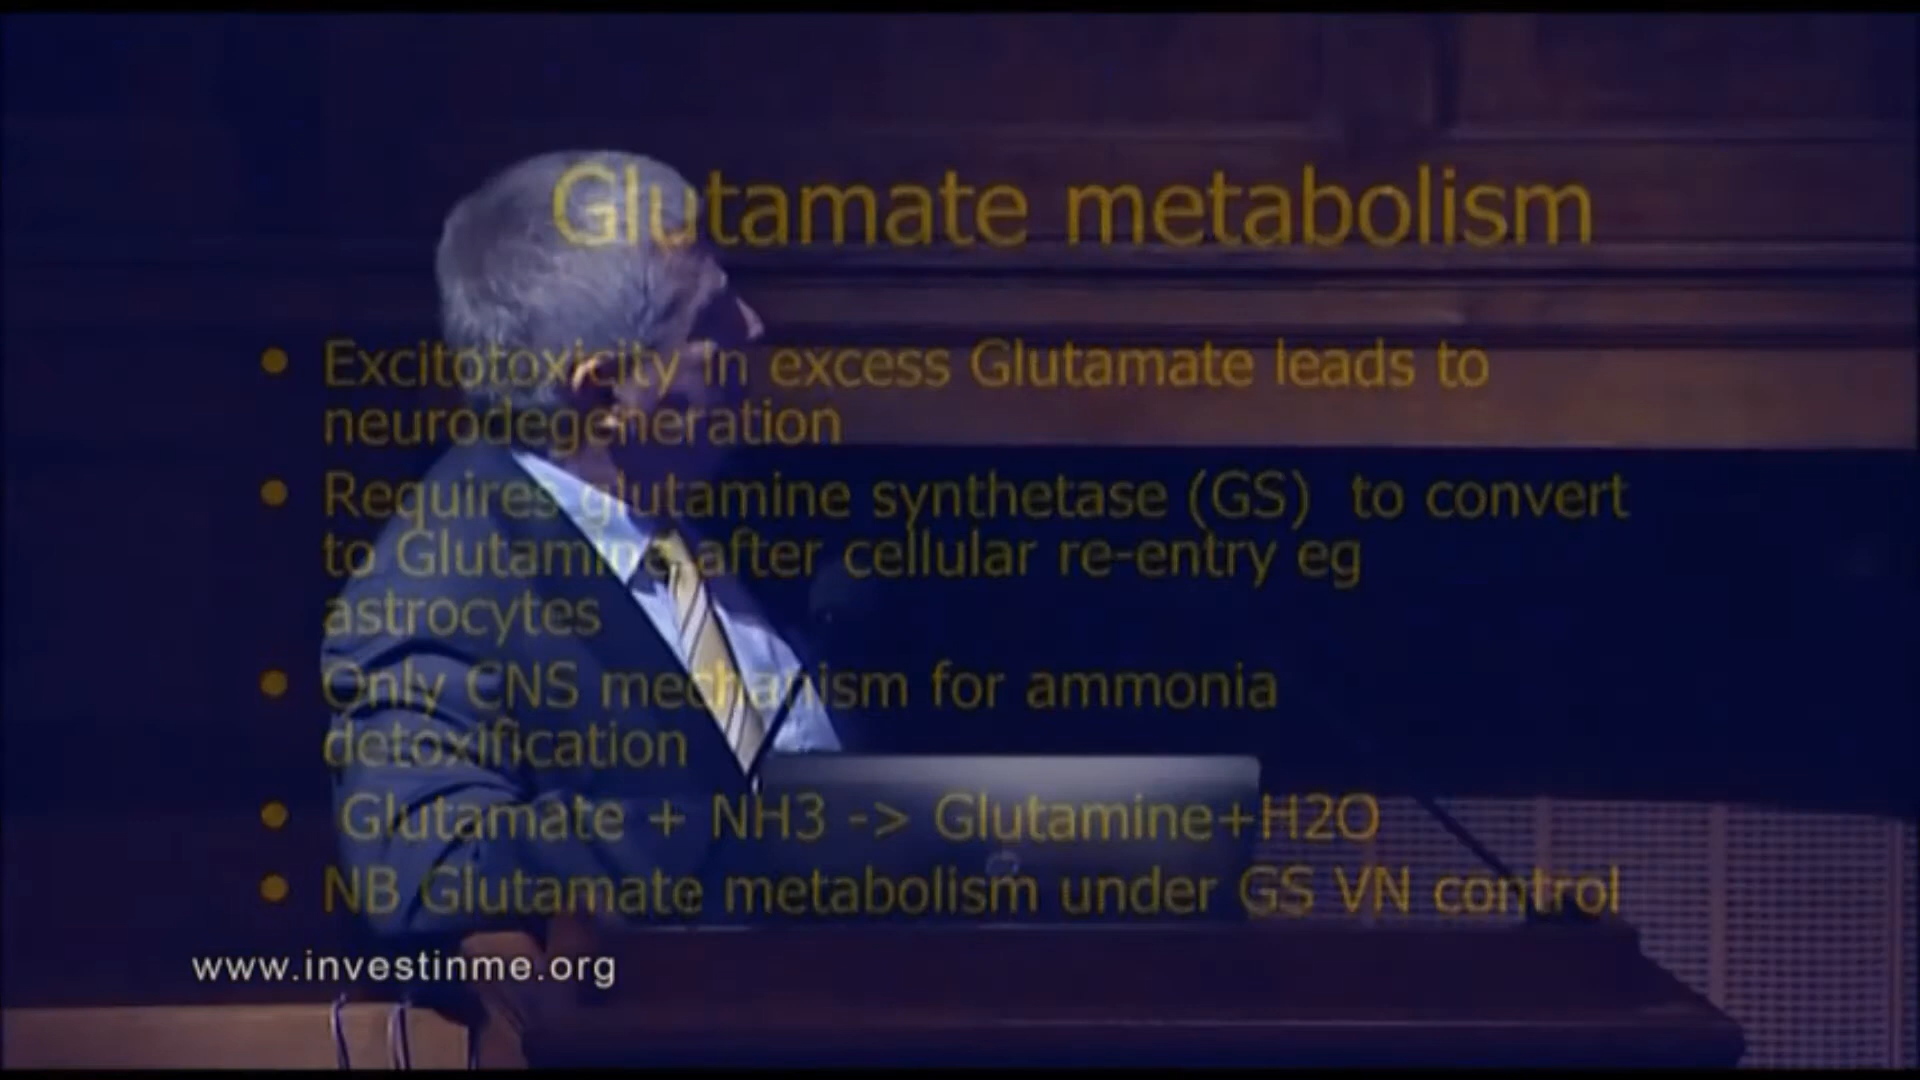 Glutamate metabolism
• Excitotoxicity in excess Glutamate leads to
neurodegeneration
• Requires glutamine synthetase (GS) to convert
to Glutamine after cellular re-entry eg
astrocytes
• Only CNS mechanism for ammonia
detoxification
• Glutamate + NH3 -> Glutamine+H2O
• NB Glutamate metabolism under GS VN control
www.investinme.org